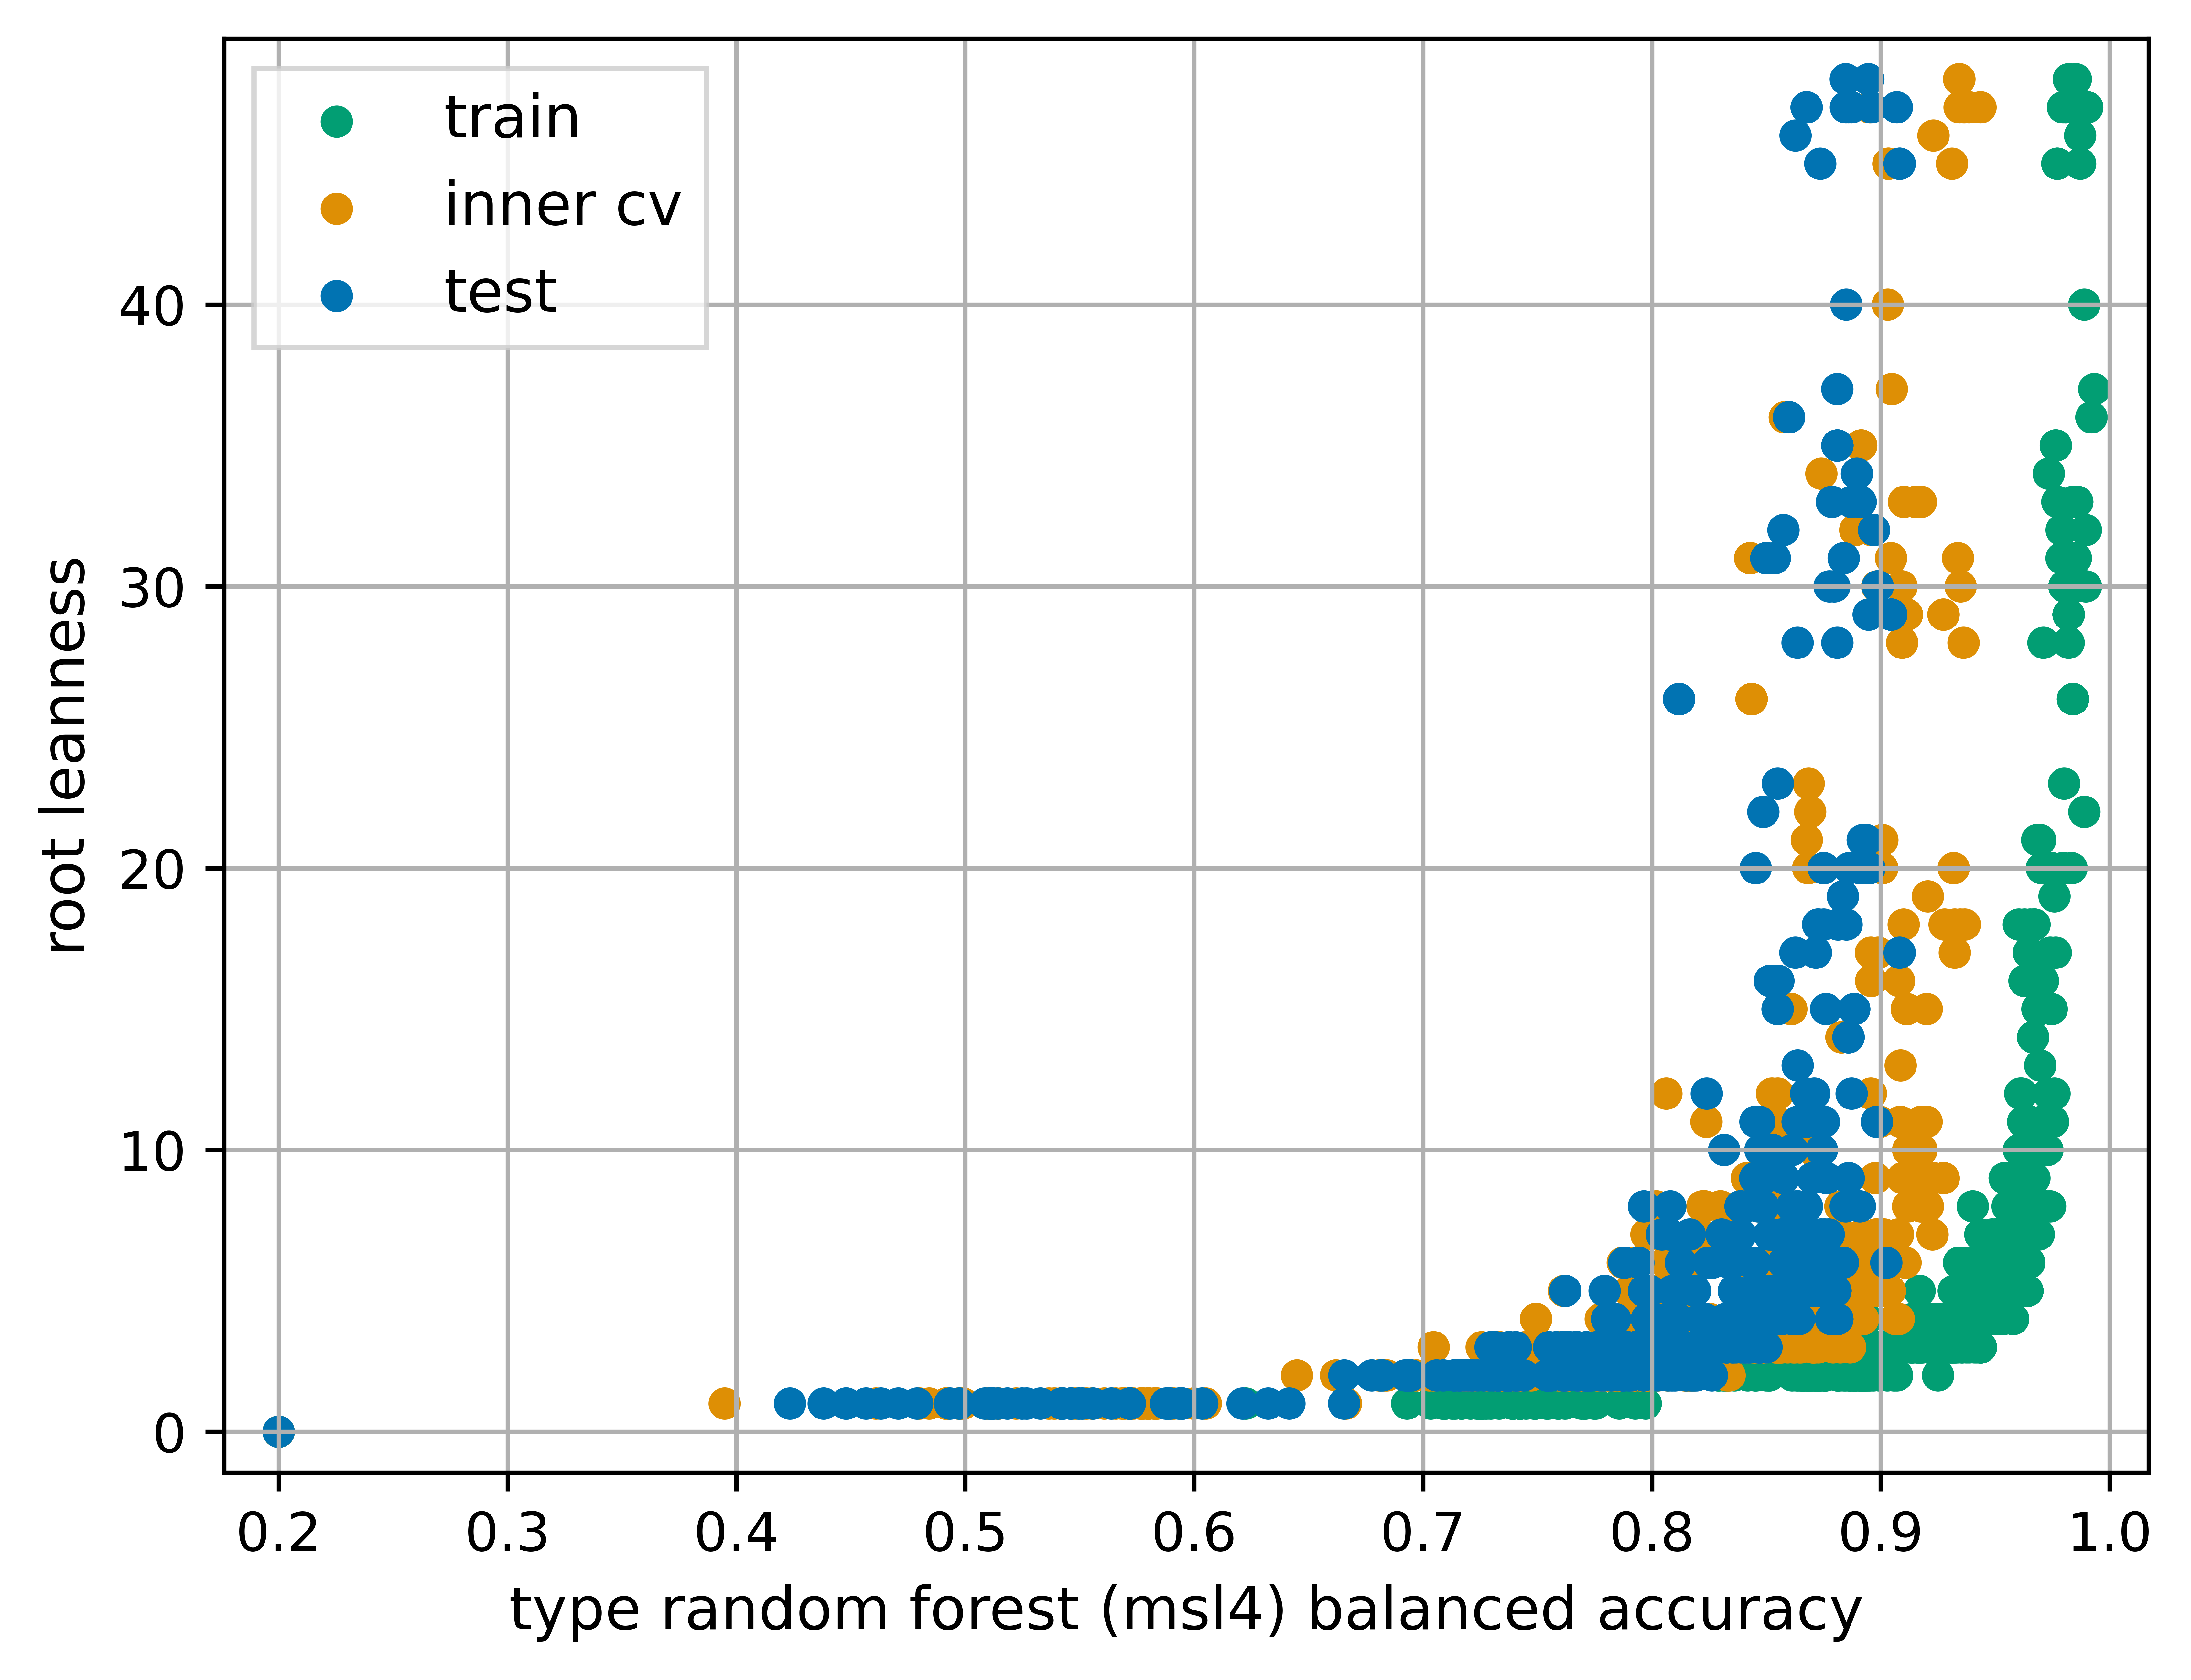 train
inner cv
test
root leanness
40
30
20
10
0
0.2 0.3 0.4 0.5 0.6 0.7 0.8 0.9 1.0
type random forest (msl4) balanced accuracy